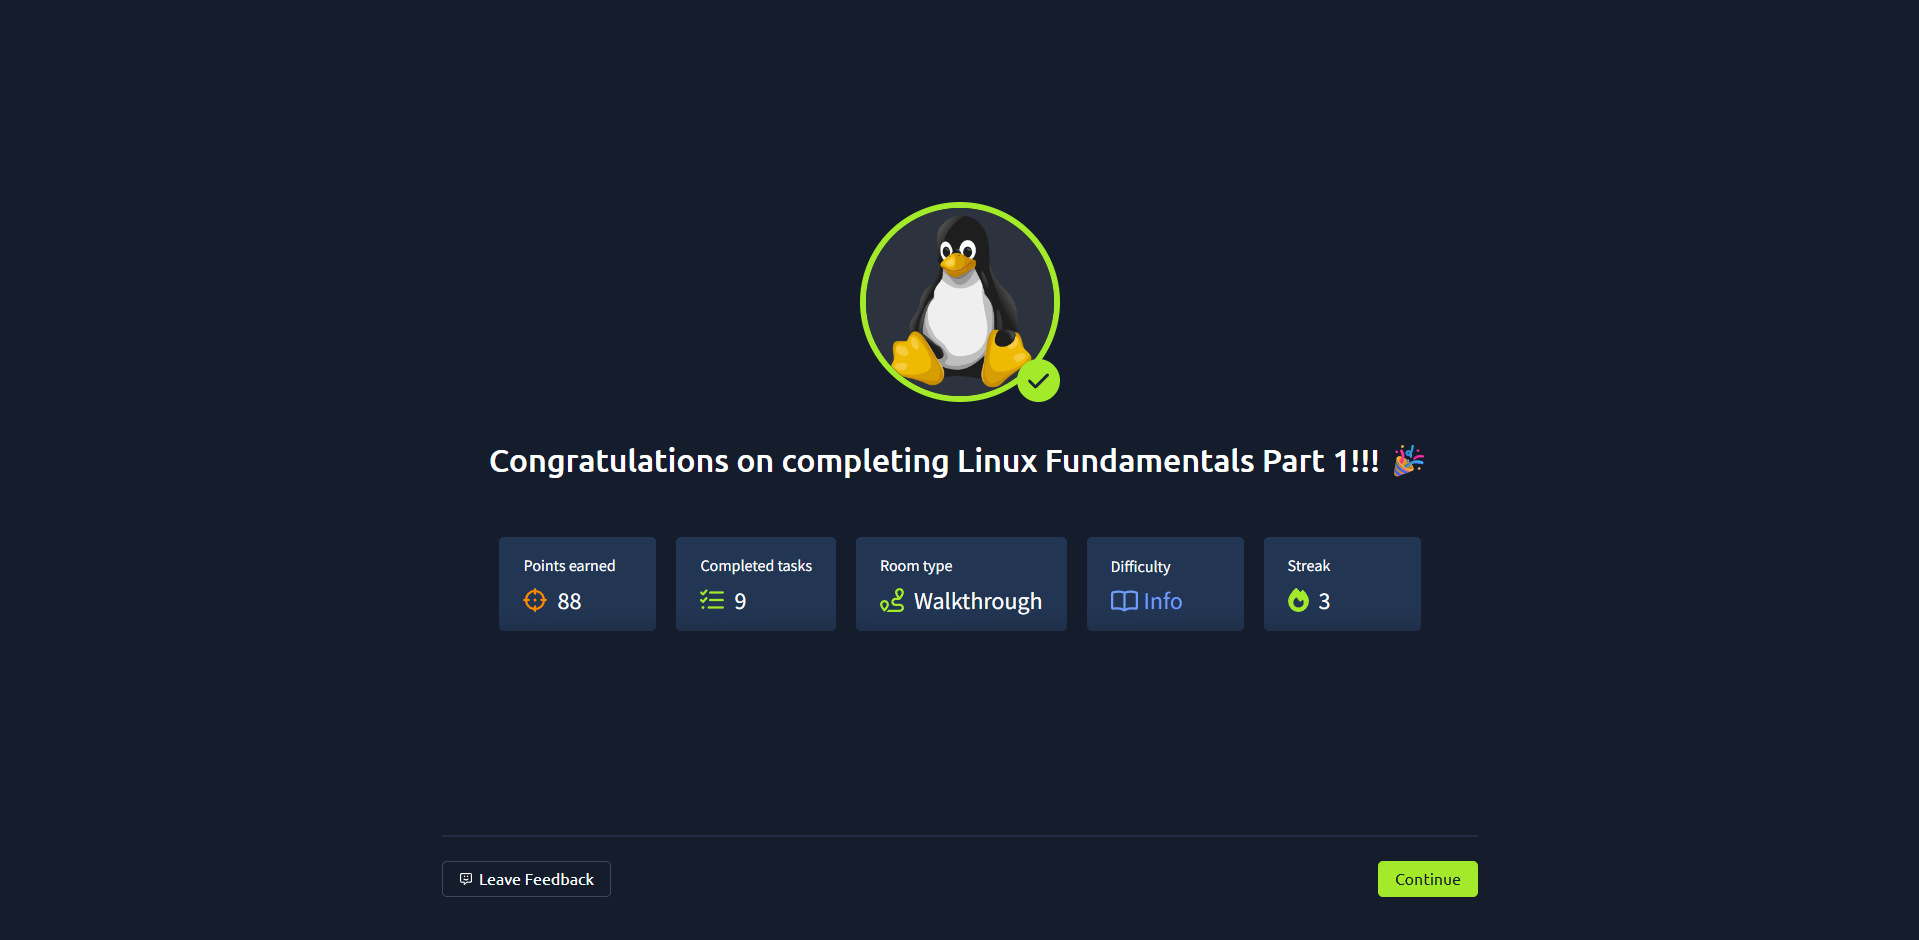 Congratulations on completing Linux Fundamentals Part 1!!! 🎉
Points earned
88
Completed tasks
9
Room type
Walkthrough
Difficulty
Info
Streak
3
Leave Feedback
Continue